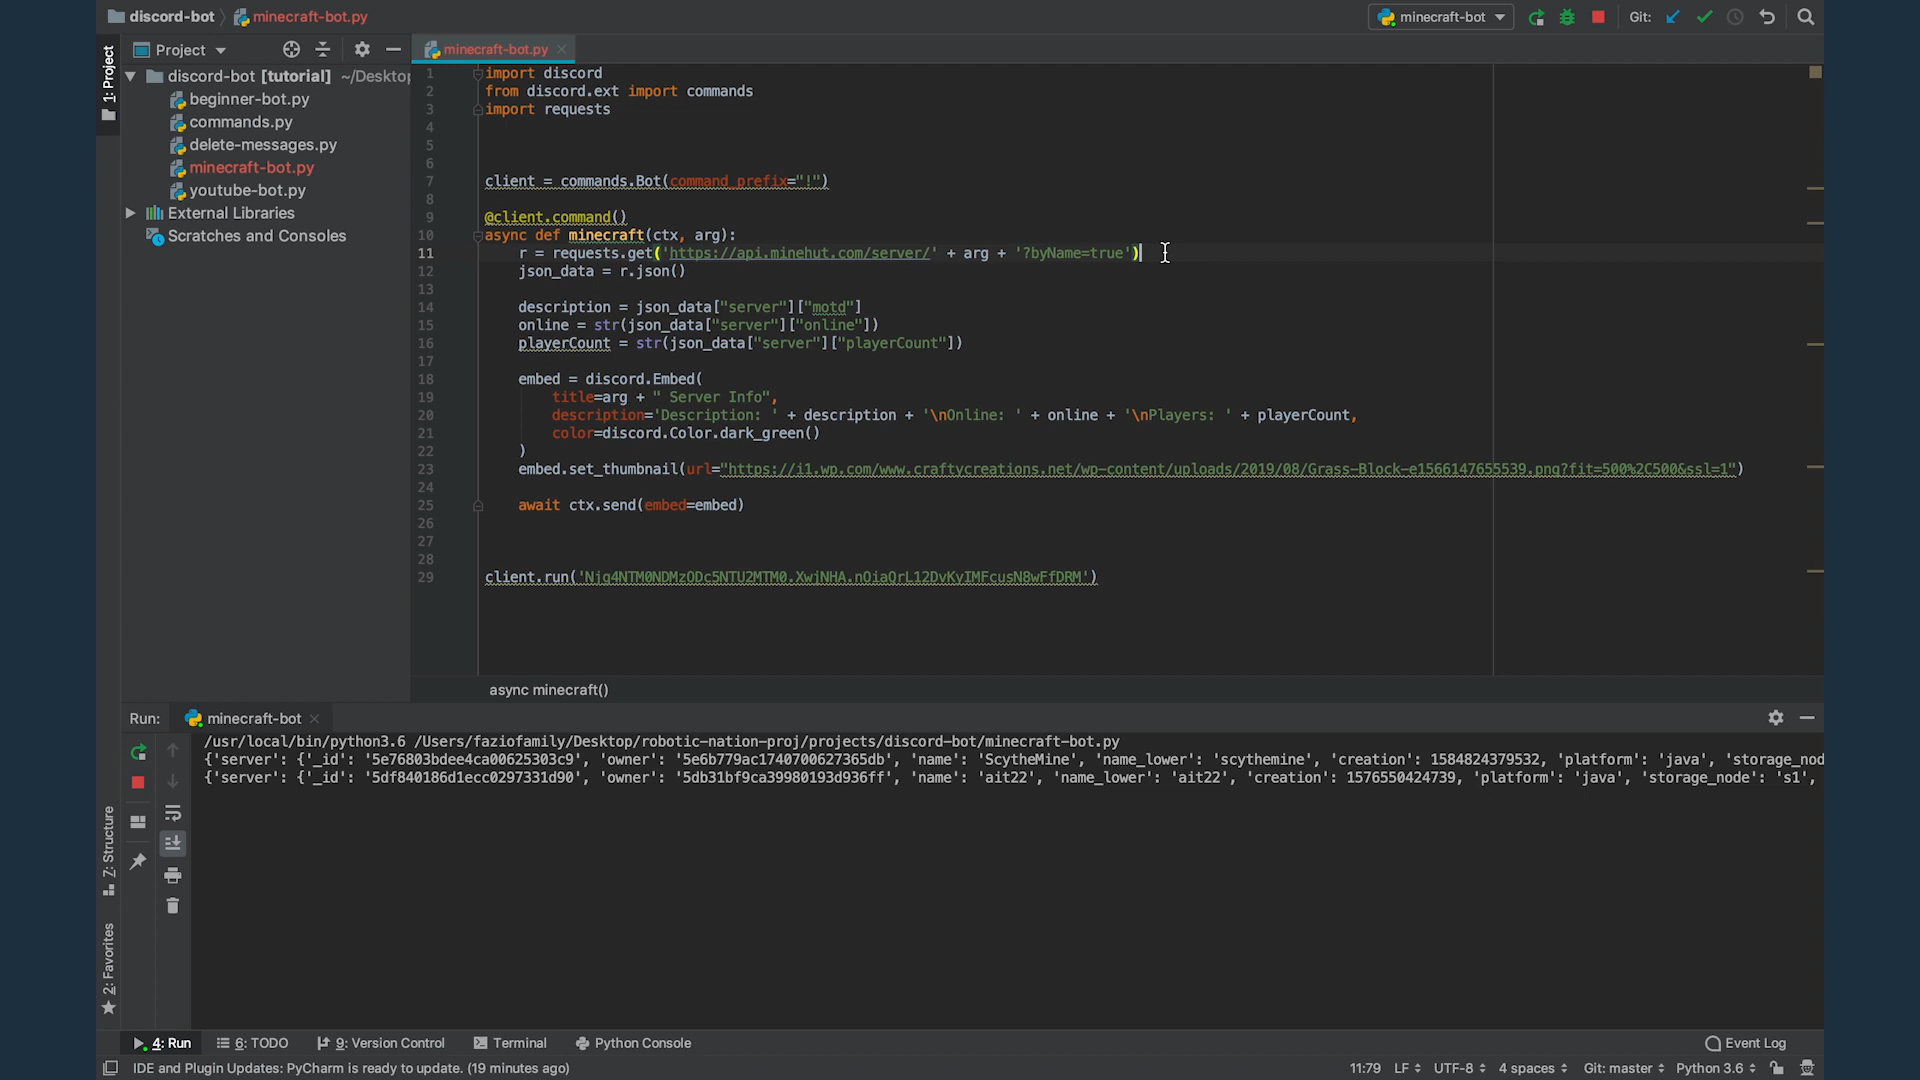 discord-bot minecraft-bot.py minecraft-bot Git:
1: Project
Project
minecraft-bot.py
discord-bot [tutorial] ~/Desktop
beginner-bot.py
commands.py
delete-messages.py
minecraft-bot.py
youtube-bot.py
External Libraries
Scratches and Consoles
1 import discord
2 from discord.ext import commands
3 import requests
4
5
6
7 client = commands.Bot(command_prefix="!")
8
9 @client.command()
10 async def minecraft(ctx, arg):
11 r = requests.get('https://api.minehut.com/server/' + arg + '?byName=true')
12 json_data = r.json()
13
14 description = json_data["server"]["motd"]
15 online = str(json_data["server"]["online"])
16 playerCount = str(json_data["server"]["playerCount"])
17
18 embed = discord.Embed(
19 title=arg + " Server Info",
20 description='Description: ' + description + '\nOnline: ' + online + '\nPlayers: ' + playerCount,
21 color=discord.Color.dark_green()
22 )
23 embed.set_thumbnail(url="https://i1.wp.com/www.craftycreations.net/wp-content/uploads/2019/08/Grass-Block-e1566147655539.png?fit=500%2C500&ssl=1")
24
25 await ctx.send(embed=embed)
26
27
28
29 client.run(' ')
async minecraft()
Run: minecraft-bot
/usr/local/bin/python3.6 /Users/faziofamily/Desktop/robotic-nation-proj/projects/discord-bot/minecraft-bot.py
{'server': {'_id': '5e76803bdee4ca00625303c9', 'owner': '5e6b779ac1740700627365db', 'name': 'ScytheMine', 'name_lower': 'scythemine', 'creation': 1584824379532, 'platform': 'java', 'storage_nod
{'server': {'_id': '5df840186d1ecc0297331d90', 'owner': '5db31bf9ca39980193d936ff', 'name': 'ait22', 'name_lower': 'ait22', 'creation': 1576550424739, 'platform': 'java', 'storage_node': 's1',
Z: Structure
2: Favorites
4: Run 6: TODO 9: Version Control Terminal Python Console Event Log
IDE and Plugin Updates: PyCharm is ready to update. (19 minutes ago) 11:79 LF UTF-8 4 spaces Git: master Python 3.6